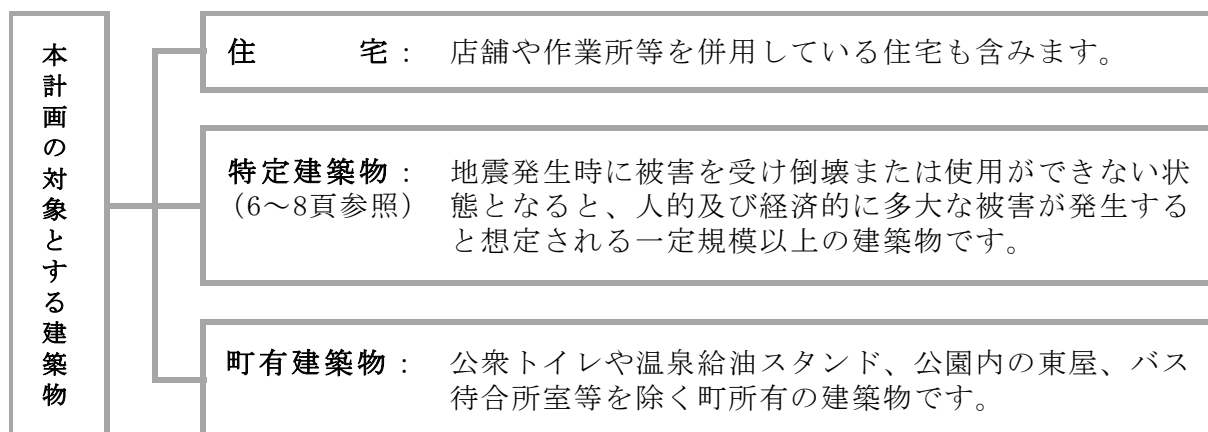 本計画の対象とする建築物
住　　宅： 店舗や作業所等を併用している住宅も含みます。
特定建築物： 地震発生時に被害を受け倒壊または使用ができない状
（6～8頁参照） 態となると、人的及び経済的に多大な被害が発生する
と想定される一定規模以上の建築物です。
町有建築物： 公衆トイレや温泉給油スタンド、公園内の東屋、バス
待合所室等を除く町所有の建築物です。